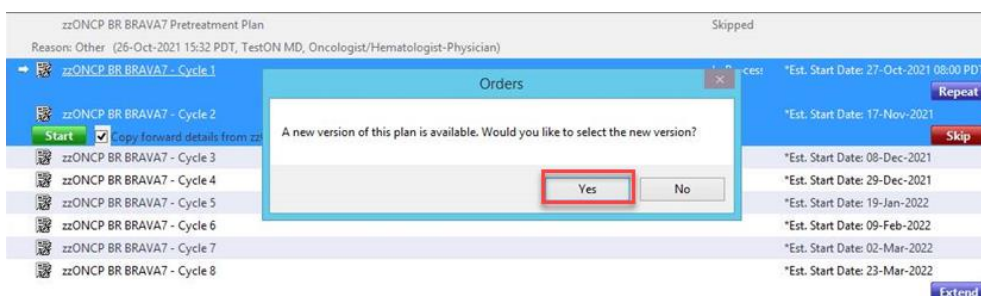 zzONCP BR BRAVA7 Pretreatment Plan Skipped
Reason: Other (26-Oct-2021 15:32 PDT, TestON MD, Oncologist/Hematologist-Physician)
zzONCP BR BRAVA7 - Cycle 1 *Est. Start Date: 27-Oct-2021 08:00 PDT
Orders
Repeat
zzONCP BR BRAVA7 - Cycle 2 *Est. Start Date: 17-Nov-2021
Start Copy forward details from Skip
A new version of this plan is available. Would you like to select the new version?
Yes No
zzONCP BR BRAVA7 - Cycle 3 *Est. Start Date: 08-Dec-2021
zzONCP BR BRAVA7 - Cycle 4 *Est. Start Date: 29-Dec-2021
zzONCP BR BRAVA7 - Cycle 5 *Est. Start Date: 19-Jan-2022
zzONCP BR BRAVA7 - Cycle 6 *Est. Start Date: 09-Feb-2022
zzONCP BR BRAVA7 - Cycle 7 *Est. Start Date: 02-Mar-2022
zzONCP BR BRAVA7 - Cycle 8 *Est. Start Date: 23-Mar-2022
Extend